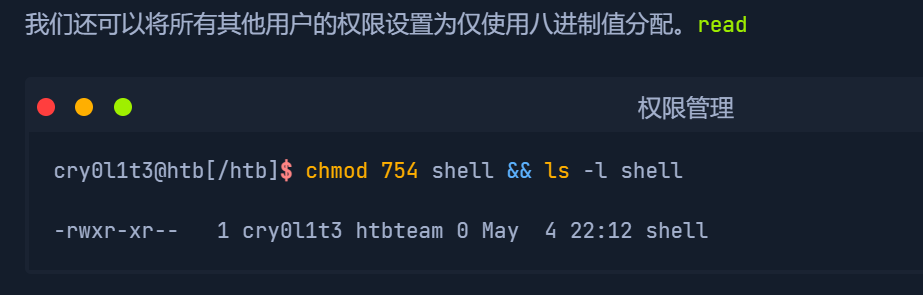 我们还可以将所有其他用户的权限设置为仅使用八进制值分配。read
权限管理
cry0l1t3@htb[/htb]$ chmod 754 shell && ls -l shell
-rwxr-xr--   1 cry0l1t3 htbteam 0 May  4 22:12 shell